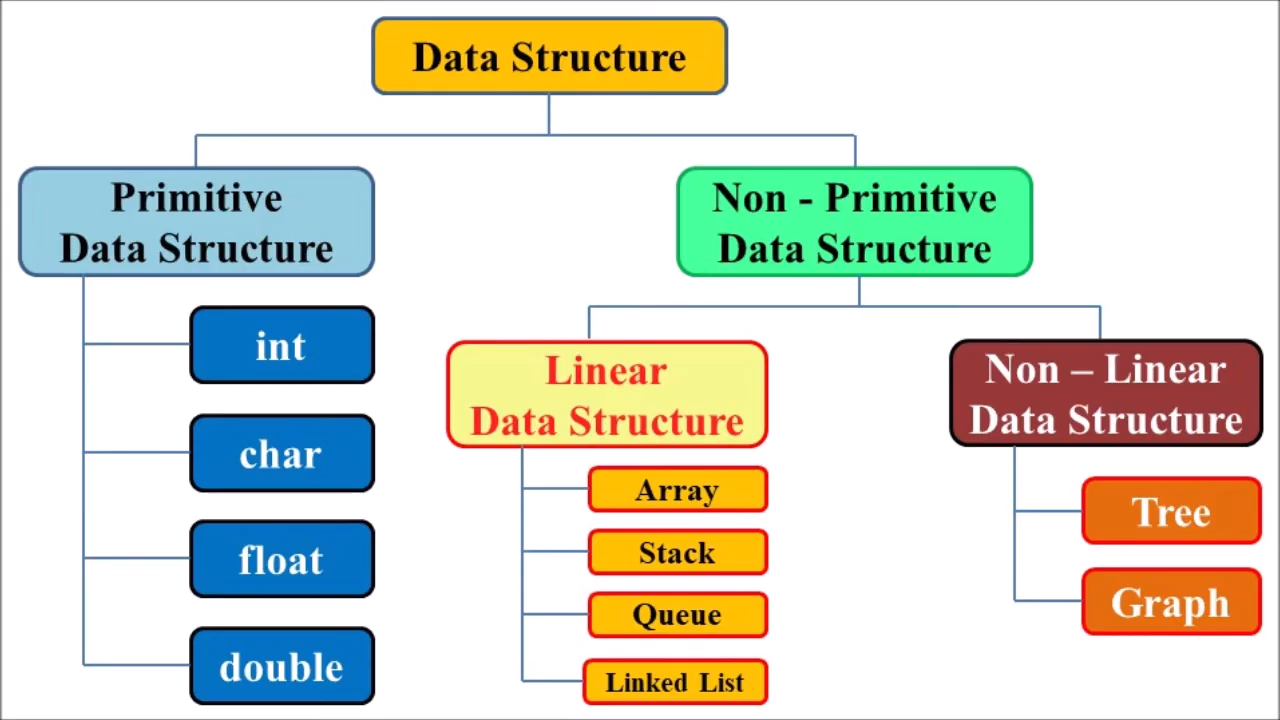 Data Structure
Primitive
Data Structure
int
char
float
double
Non - Primitive
Data Structure
Linear
Data Structure
Array
Stack
Queue
Linked List
Non – Linear
Data Structure
Tree
Graph